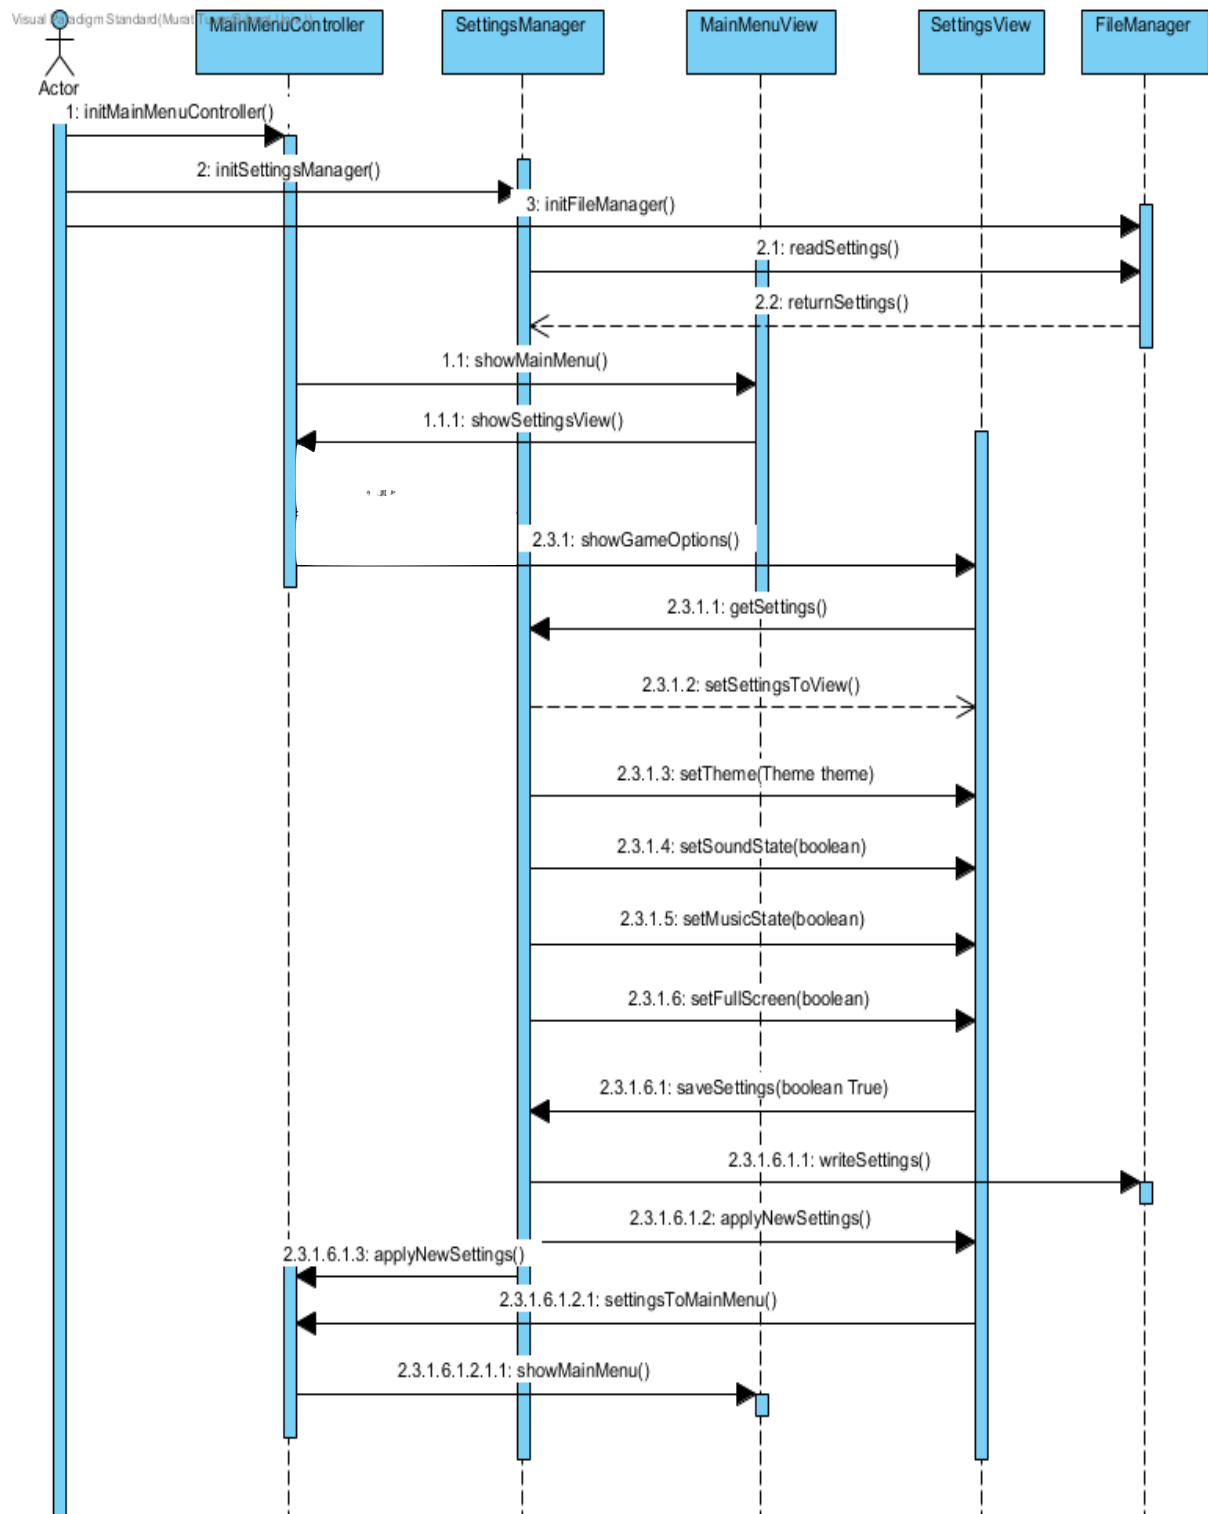 Visual Paradigm Standard(Murat
MainMenuController
SettingsManager
MainMenuView
SettingsView
FileManager
Actor
1: initMainMenuController()
2: initSettingsManager()
3: initFileManager()
2.1: readSettings()
2.2: returnSettings()
1.1: showMainMenu()
1.1.1: showSettingsView()
2.3.1: showGameOptions()
2.3.1.1: getSettings()
2.3.1.2: setSettingsToView()
2.3.1.3: setTheme(Theme theme)
2.3.1.4: setSoundState(boolean)
2.3.1.5: setMusicState(boolean)
2.3.1.6: setFullScreen(boolean)
2.3.1.6.1: saveSettings(boolean True)
2.3.1.6.1.1: writeSettings()
2.3.1.6.1.2: applyNewSettings()
2.3.1.6.1.3: applyNewSettings()
2.3.1.6.1.2.1: settingsToMainMenu()
2.3.1.6.1.2.1.1: showMainMenu()